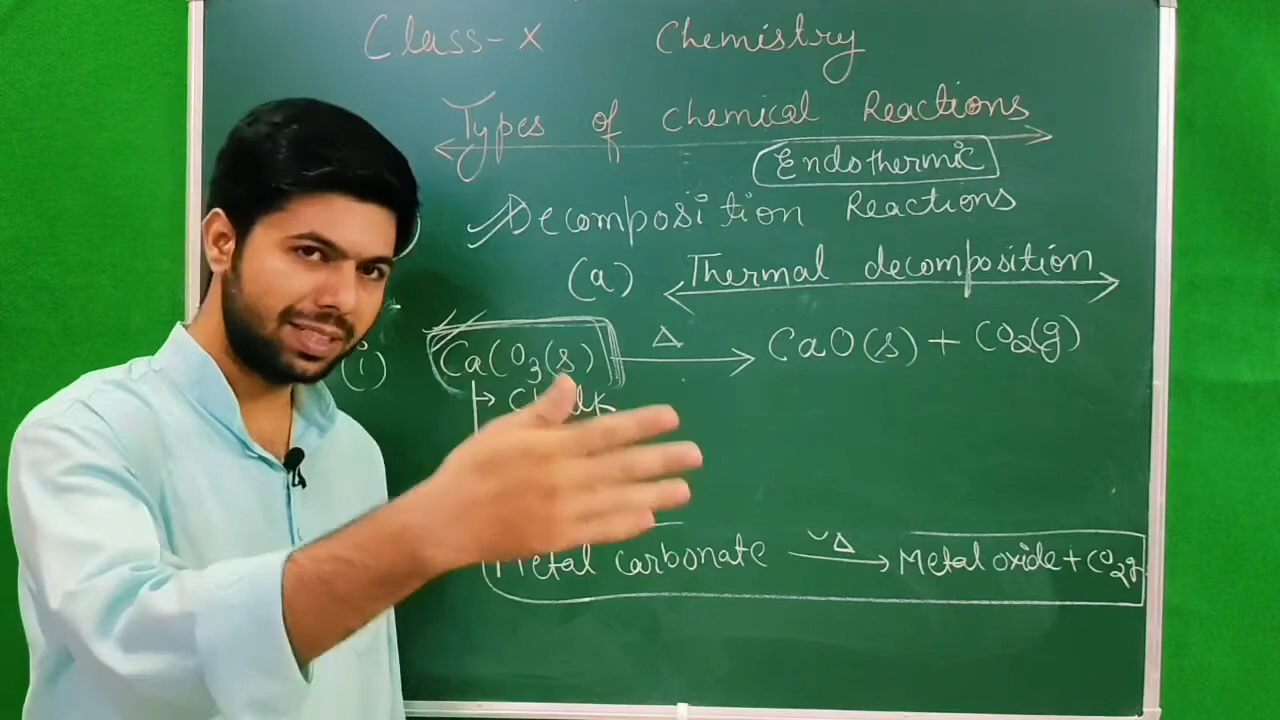 Class-X Chemistry
Types of Chemical Reactions
Endothermic
Decomposition Reactions
(a) Thermal decomposition
(i) CaCO3(s) Δ CaO(s) + CO2(g)
Chalk
Metal carbonate Δ Metal oxide + CO2g